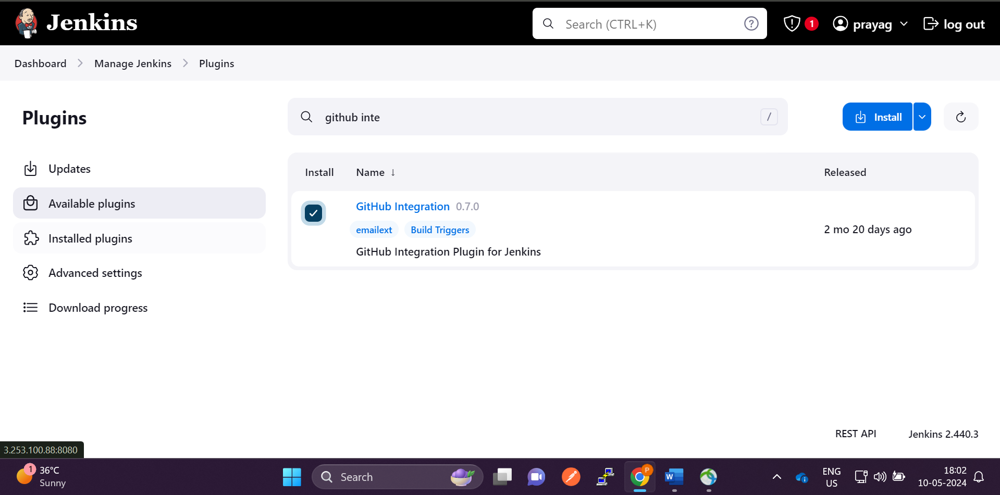 Jenkins
Search (CTRL+K)
?
1
prayag
log out
Dashboard
Manage Jenkins
Plugins
Plugins
github inte
/
Install
Updates
Available plugins
Installed plugins
Advanced settings
Download progress
Install
Name ↓
Released
GitHub Integration 0.7.0
emailext
Build Triggers
GitHub Integration Plugin for Jenkins
2 mo 20 days ago
REST API
Jenkins 2.440.3
3.253.100.88:8080
1
36°C
Sunny
Search
P
W
ENG
US
18:02
10-05-2024